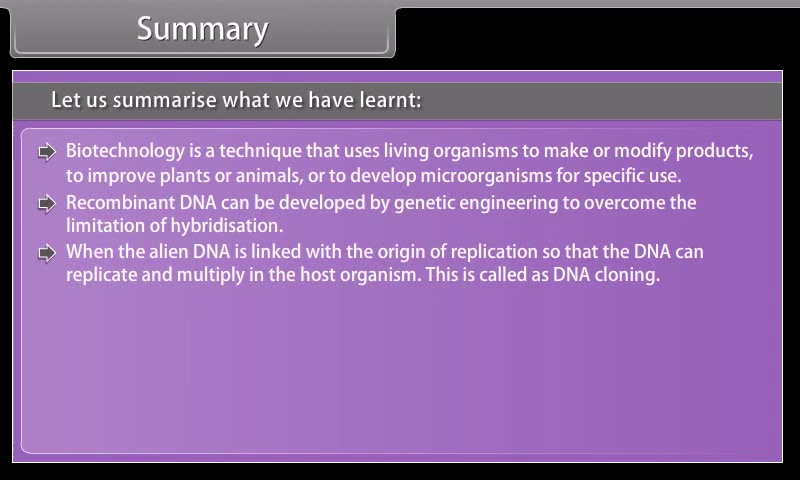 Summary
Let us summarise what we have learnt:
Biotechnology is a technique that uses living organisms to make or modify products,
to improve plants or animals, or to develop microorganisms for specific use.
Recombinant DNA can be developed by genetic engineering to overcome the
limitation of hybridisation.
When the alien DNA is linked with the origin of replication so that the DNA can
replicate and multiply in the host organism. This is called as DNA cloning.